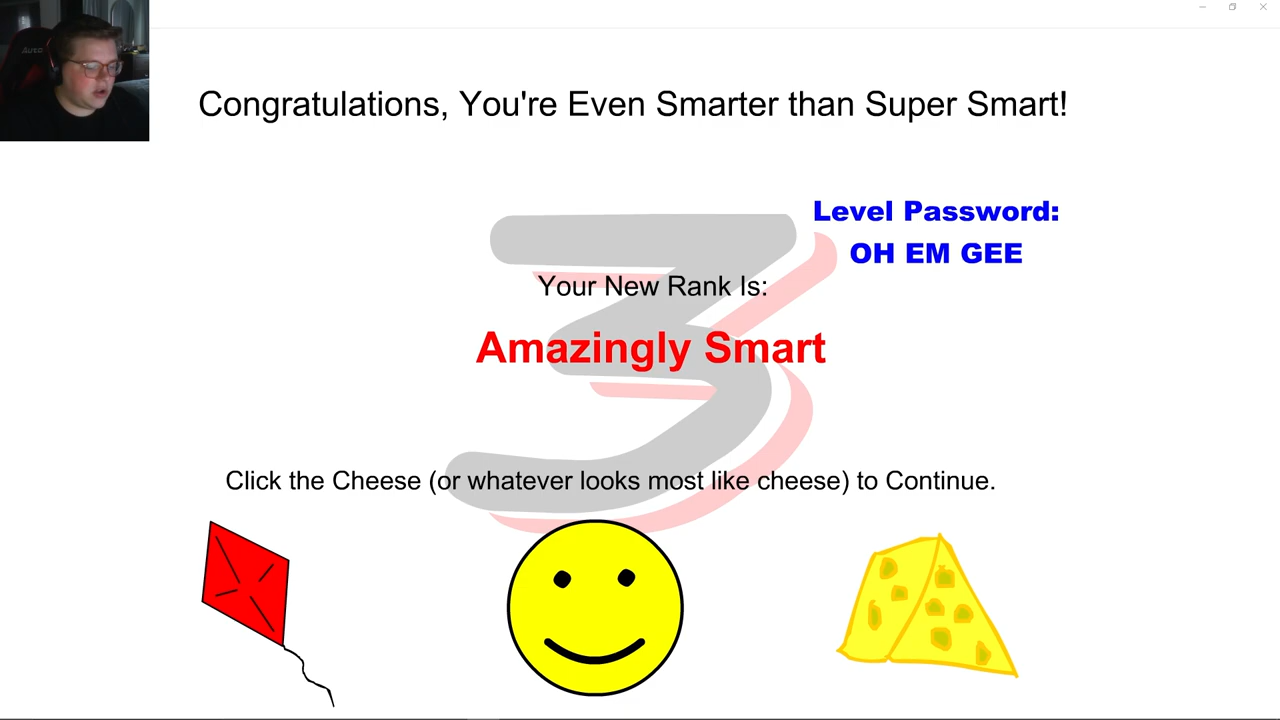 Congratulations, You're Even Smarter than Super Smart!
Level Password:
OH EM GEE
3
Your New Rank Is:
Amazingly Smart
Click the Cheese (or whatever looks most like cheese) to Continue.